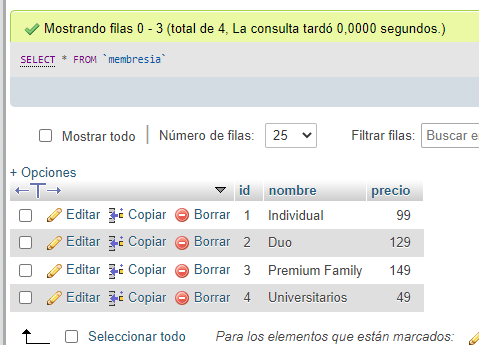 Mostrando filas 0 - 3 (total de 4, La consulta tardó 0,0000 segundos.)
SELECT * FROM `membresia`
Mostrar todo | Número de filas: 25 Filtrar filas: Buscar
+ Opciones
id nombre precio
Editar Copiar Borrar 1 Individual 99
Editar Copiar Borrar 2 Duo 129
Editar Copiar Borrar 3 Premium Family 149
Editar Copiar Borrar 4 Universitarios 49
Seleccionar todo Para los elementos que están marcados: